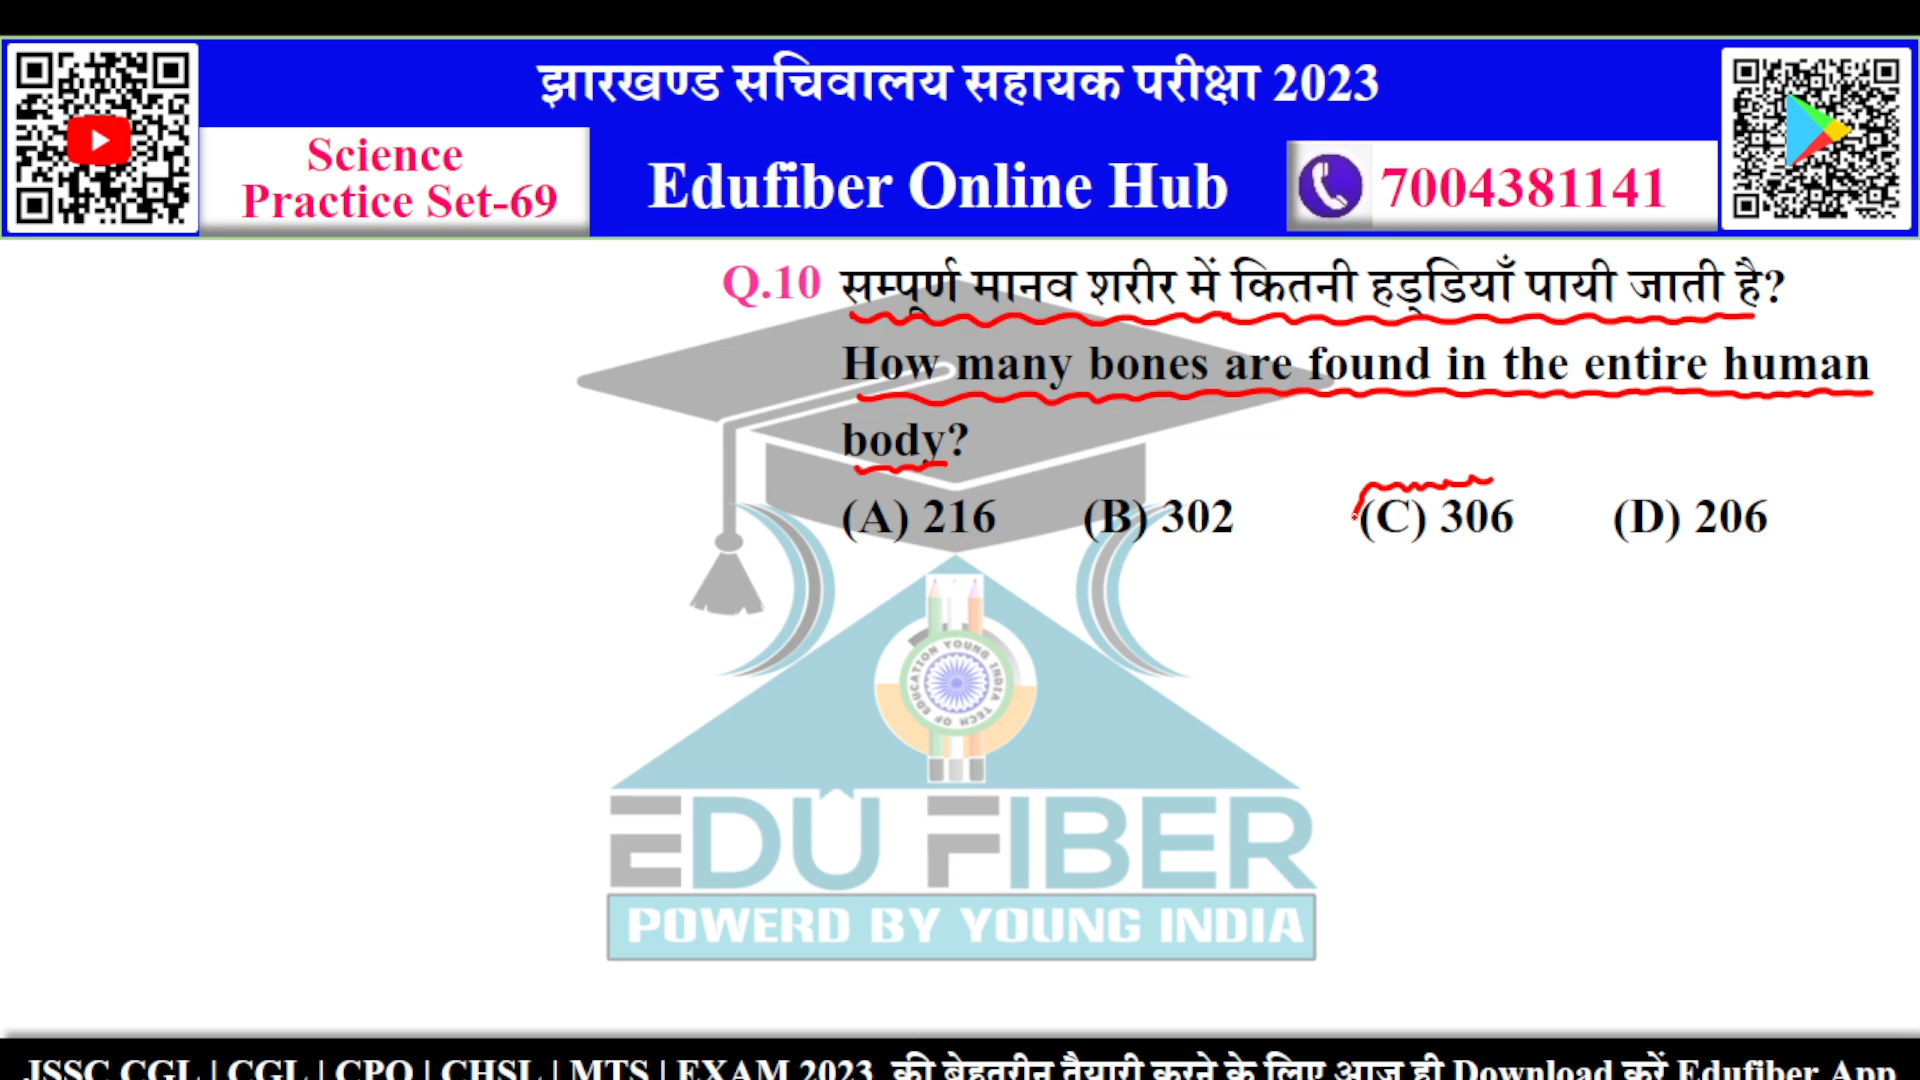 झारखण्ड सचिवालय सहायक परीक्षा 2023
Science
Practice Set-69
Edufiber Online Hub
7004381141
Q.10 सम्पूर्ण मानव शरीर में कितनी हड्डियाँ पायी जाती है?
How many bones are found in the entire human
body?
(A) 216 (B) 302 (C) 306 (D) 206
EDUCATION YOUNG INDIA TECH OF
EDU FIBER
POWERD BY YOUNG INDIA
JSSC CGL | CGL | CPO | CHSL | MTS | EXAM 2023 की बेहतरीन तैयारी करने के लिए आज ही Download करें Edufiber App